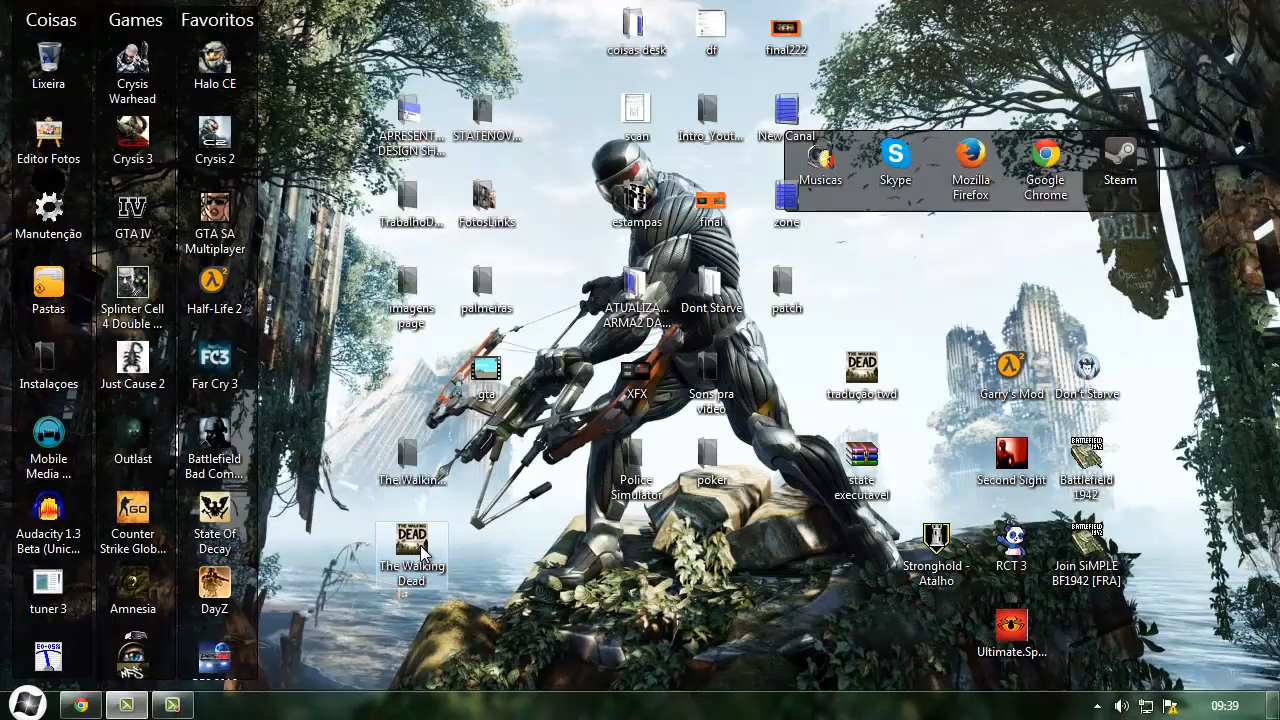 Coisas
Games
Favoritos
Lixeira
Crysis
Warhead
Halo CE
Editor Fotos
Crysis 3
Crysis 2
Manutenção
GTA IV
GTA SA
Multiplayer
Pastas
Splinter Cell
4 Double ...
Half-Life 2
Instalaçoes
Just Cause 2
Far Cry 3
Mobile
Media ...
Outlast
Battlefield
Bad Com...
Audacity 1.3
Beta (Unic...
Counter
Strike Glob...
State Of
Decay
tuner 3
Amnesia
DayZ
coisas desk
df
final222
APRESENT...
DESIGN SH...
STATENOV...
scan
Intro_Yout...
New Canal
Musicas
Skype
Mozilla
Firefox
Google
Chrome
Steam
TrabalhoD...
FotosLinks
estampas
final
zone
imagens
page
palmeiras
ATUALIZA...
ARMA2 DA...
Dont Starve
patch
gta
XFX
Sons pra
video
tradução twd
Garry's Mod
Don't Starve
The Walkin...
Police
Simulator
poker
state
executavel
Second Sight
Battlefield
1942
The Walking
Dead
Stronghold -
Atalho
RCT 3
Join SiMPLE
BF1942 [FRA]
Ultimate.Sp...
09:39